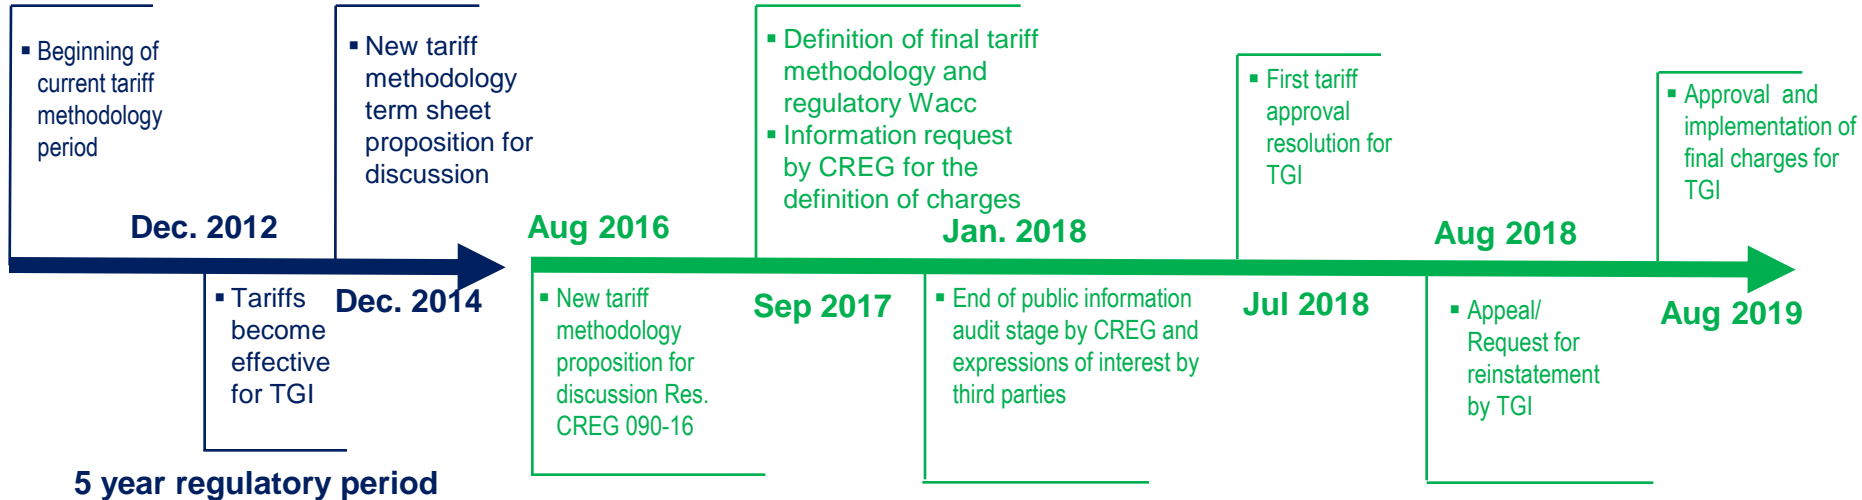 ▪ Beginning of
current tariff
methodology
period
Dec. 2012
▪ Tariffs
become
effective
for TGI
▪ New tariff
methodology
term sheet
proposition for
discussion
Dec. 2014
5 year regulatory period
Aug 2016
▪ New tariff
methodology
proposition for
discussion Res.
CREG 090-16
▪ Definition of final tariff
methodology and
regulatory Wacc
▪ Information request
by CREG for the
definition of charges
Sep 2017
Jan. 2018
▪ End of public information
audit stage by CREG and
expressions of interest by
third parties
▪ First tariff
approval
resolution for
TGI
Jul 2018
Aug 2018
▪ Appeal/
Request for
reinstatement
by TGI
▪ Approval and
implementation of
final charges for
TGI
Aug 2019